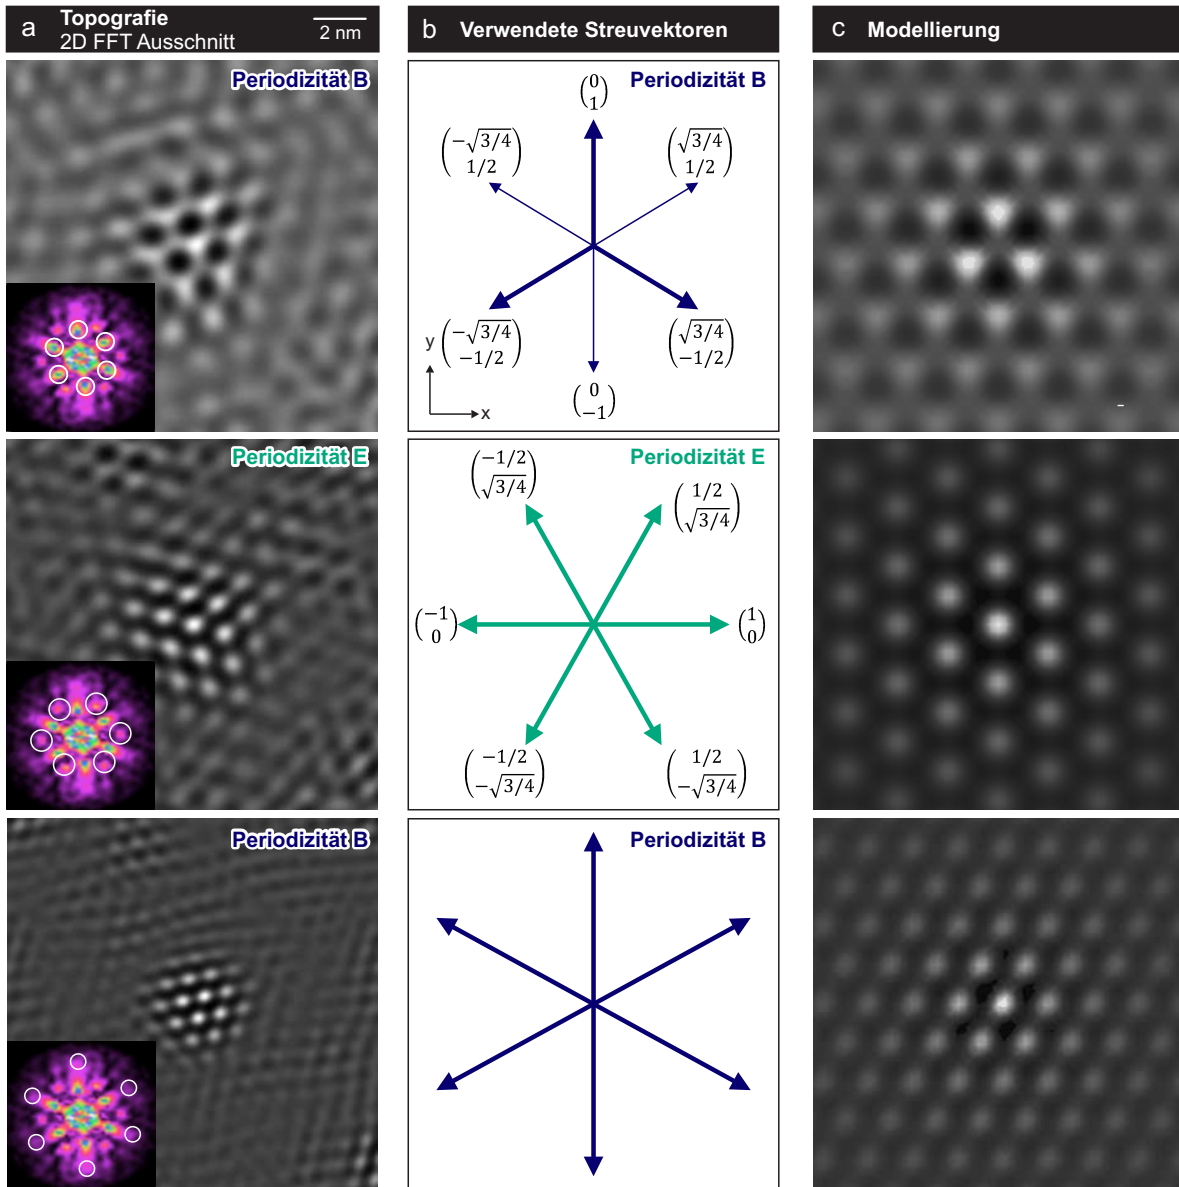 a Topografie
2D FFT Ausschnitt
2 nm
b Verwendete Streuvektoren
c Modellierung
Periodizität B
Periodizität B
(0
1)
(−√3/4
1/2)
(√3/4
1/2)
(−√3/4
−1/2)
(√3/4
−1/2)
(0
−1)
y
x
Periodizität E
Periodizität E
(−1/2
√3/4)
(1/2
√3/4)
(−1
0)
(1
0)
(−1/2
−√3/4)
(1/2
−√3/4)
Periodizität B
Periodizität B